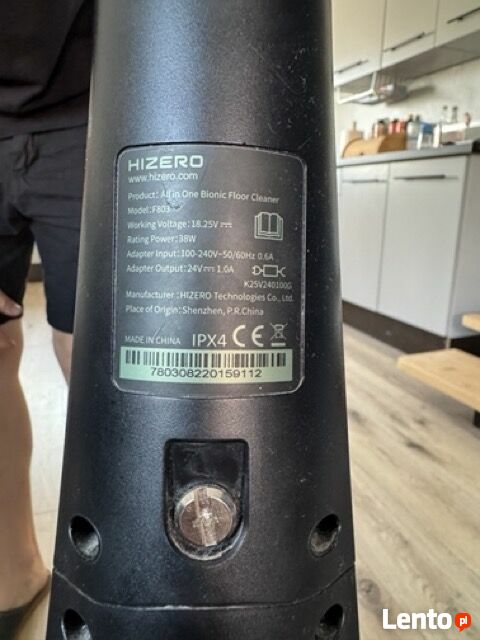 HIZERO
www.hizero.com
Product: All in One Bionic Floor Cleaner
Model: F803
Working Voltage: 18.25V ⎓
Rating Power: 38W
Adapter Input: 100-240V~50/60Hz 0.6A
Adapter Output: 24V ⎓ 1.0A
K25V240100G
Manufacturer : HIZERO Technologies Co., Ltd.
Place of Origin: Shenzhen, P.R.China
MADE IN CHINA IPX4 CE
780308220159112
Lento.pl